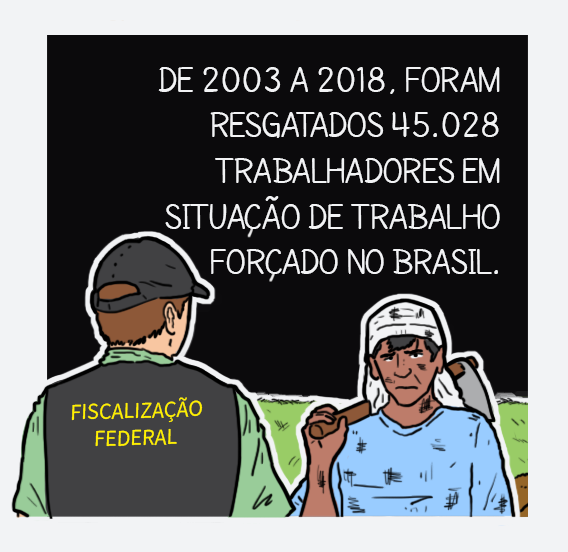 DE 2003 A 2018, FORAM
RESGATADOS 45.028
TRABALHADORES EM
SITUAÇÃO DE TRABALHO
FORÇADO NO BRASIL.
FISCALIZAÇÃO
FEDERAL